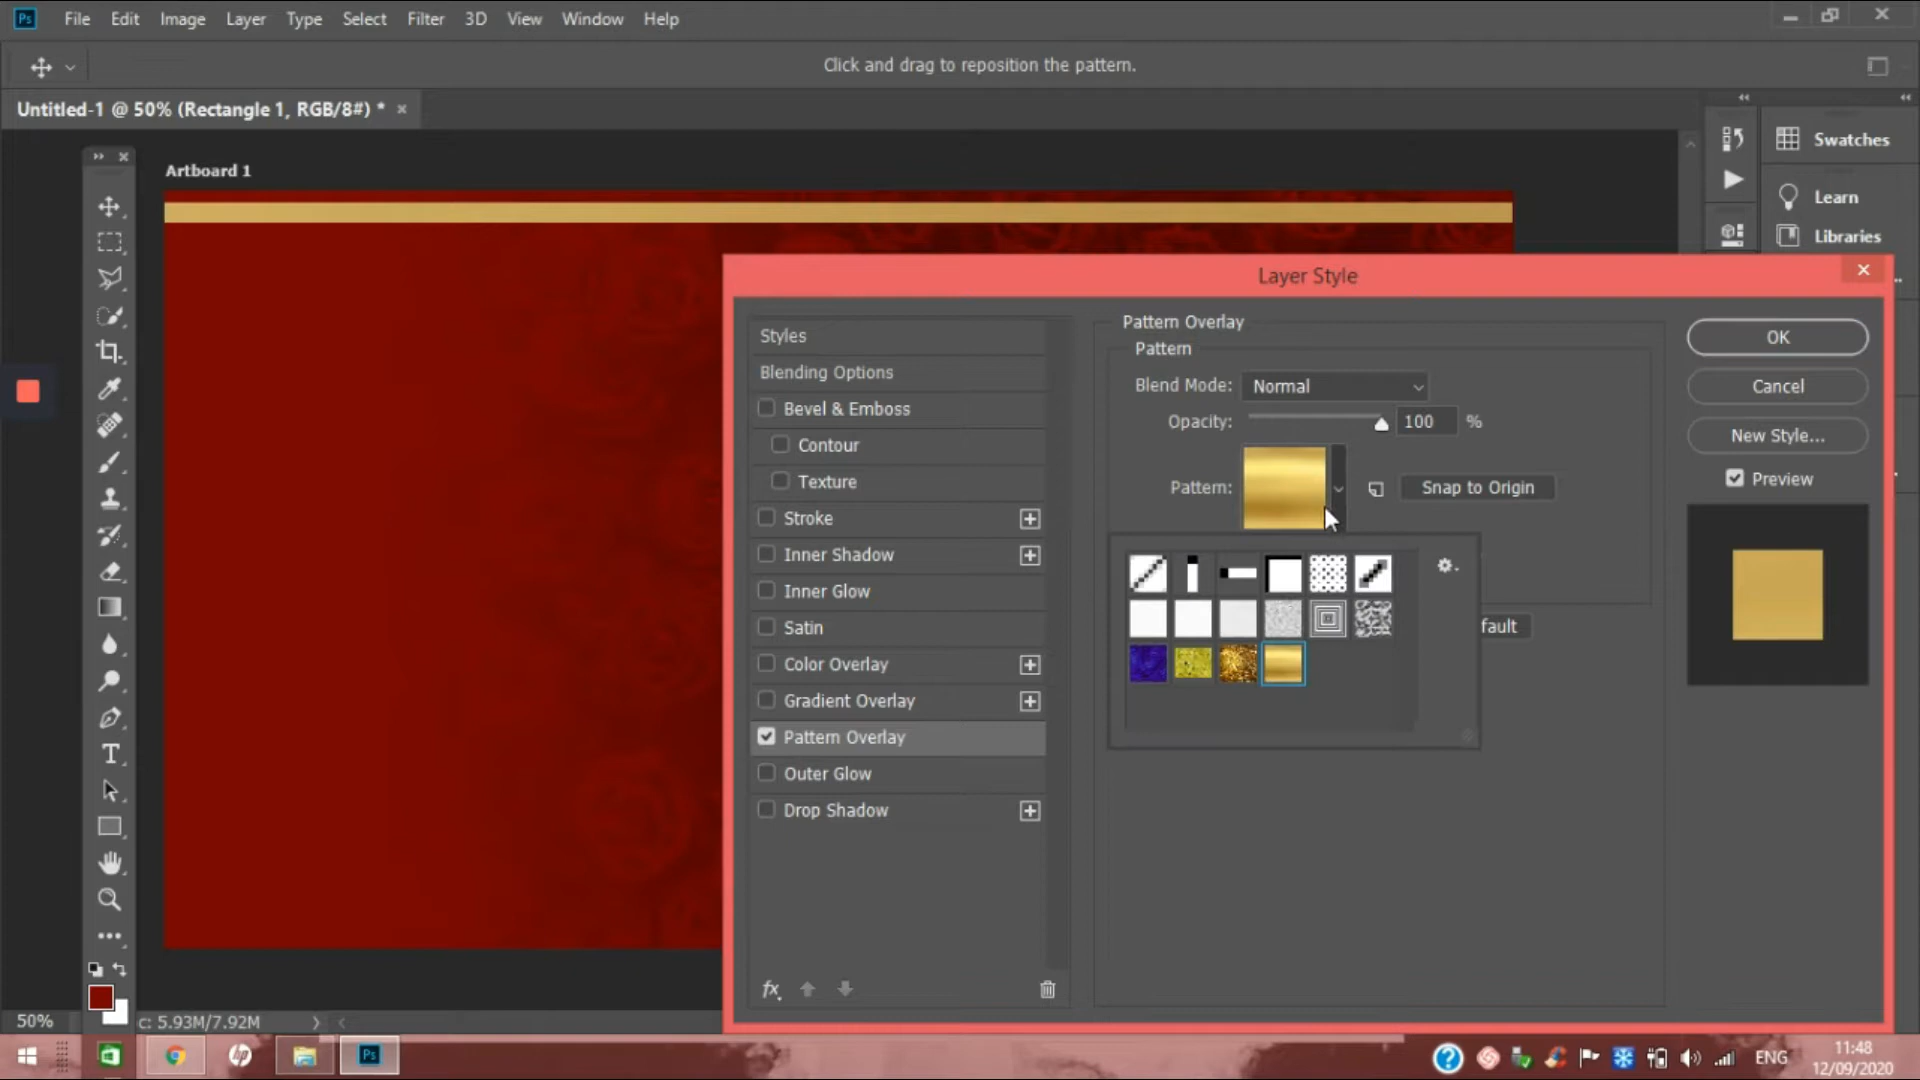 Ps File Edit Image Layer Type Select Filter 3D View Window Help
Click and drag to reposition the pattern.
Untitled-1 @ 50% (Rectangle 1, RGB/8#) * ×
Swatches
Learn
Libraries
Artboard 1
Layer Style
Styles
Blending Options
Bevel & Emboss
Contour
Texture
Stroke
Inner Shadow
Inner Glow
Satin
Color Overlay
Gradient Overlay
Pattern Overlay
Outer Glow
Drop Shadow
fx
Pattern Overlay
Pattern
Blend Mode: Normal
Opacity: 100 %
Pattern: Snap to Origin
fault
OK
Cancel
New Style...
Preview
T
50% c: 5.93M/7.92M
hp Ps ? ENG
11:48
12/09/2020